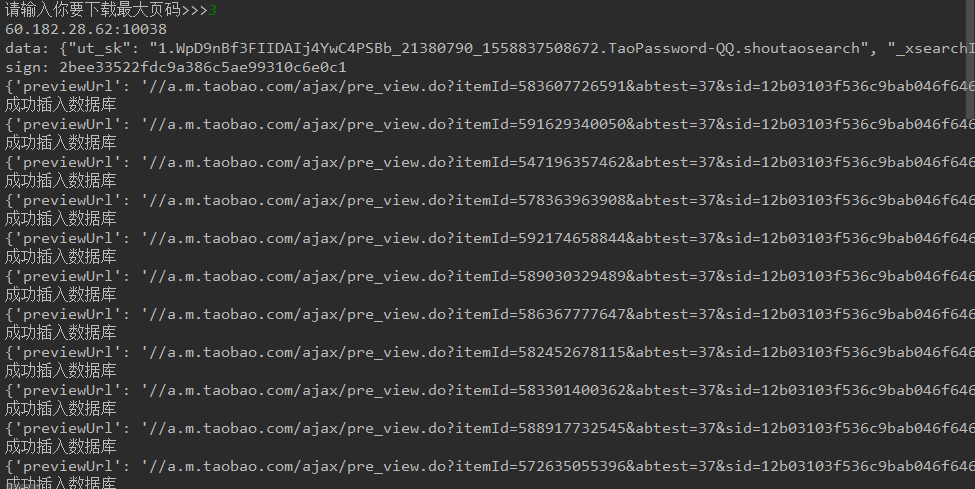 请输入你要下载最大页码>>>3
60.182.28.62:10038
data: {"ut_sk": "1.WpD9nBf3FIIDAIj4YwC4PSBb_21380790_1558837508672.TaoPassword-QQ.shoutaosearch", "_xsearchI
sign: 2bee33522fdc9a386c5ae99310c6e0c1
{'previewUrl': '//a.m.taobao.com/ajax/pre_view.do?itemId=583607726591&abtest=37&sid=12b03103f536c9bab046f646
成功插入数据库
{'previewUrl': '//a.m.taobao.com/ajax/pre_view.do?itemId=591629340050&abtest=37&sid=12b03103f536c9bab046f646
成功插入数据库
{'previewUrl': '//a.m.taobao.com/ajax/pre_view.do?itemId=547196357462&abtest=37&sid=12b03103f536c9bab046f646
成功插入数据库
{'previewUrl': '//a.m.taobao.com/ajax/pre_view.do?itemId=578363963908&abtest=37&sid=12b03103f536c9bab046f646
成功插入数据库
{'previewUrl': '//a.m.taobao.com/ajax/pre_view.do?itemId=592174658844&abtest=37&sid=12b03103f536c9bab046f646
成功插入数据库
{'previewUrl': '//a.m.taobao.com/ajax/pre_view.do?itemId=589030329489&abtest=37&sid=12b03103f536c9bab046f646
成功插入数据库
{'previewUrl': '//a.m.taobao.com/ajax/pre_view.do?itemId=586367777647&abtest=37&sid=12b03103f536c9bab046f646
成功插入数据库
{'previewUrl': '//a.m.taobao.com/ajax/pre_view.do?itemId=582452678115&abtest=37&sid=12b03103f536c9bab046f646
成功插入数据库
{'previewUrl': '//a.m.taobao.com/ajax/pre_view.do?itemId=583301400362&abtest=37&sid=12b03103f536c9bab046f646
成功插入数据库
{'previewUrl': '//a.m.taobao.com/ajax/pre_view.do?itemId=588917732545&abtest=37&sid=12b03103f536c9bab046f646
成功插入数据库
{'previewUrl': '//a.m.taobao.com/ajax/pre_view.do?itemId=572635055396&abtest=37&sid=12b03103f536c9bab046f646
成功插入数据库